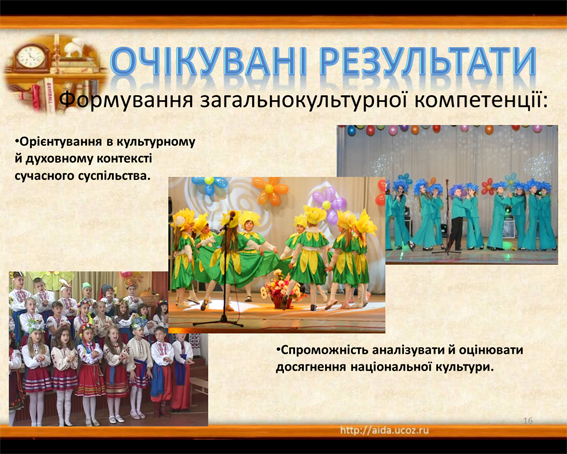 ОЧІКУВАНІ РЕЗУЛЬТАТИ
Формування загальнокультурної компетенції:
•Орієнтування в культурному
й духовному контексті
сучасного суспільства.
•Спроможність аналізувати й оцінювати
досягнення національної культури.
16
http://aida.ucoz.ru